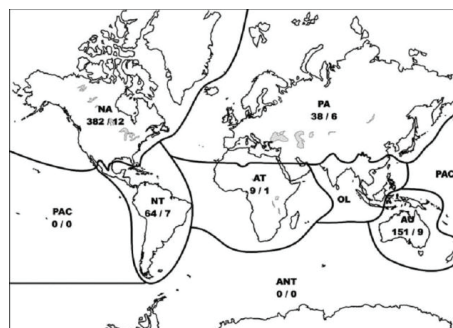 NA
382 / 12
PA
38 / 6
AT
9 / 1
OL
PAC
PAC
0 / 0
NT
64 / 7
AU
151 / 9
ANT
0 / 0